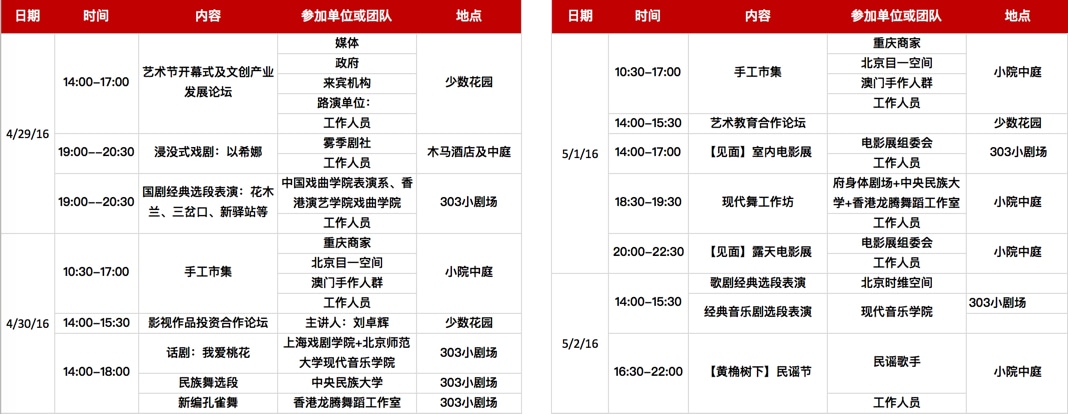 日期 时间 内容 参加单位或团队 地点
4/29/16
14:00-17:00
艺术节开幕式及文创产业
发展论坛
媒体
政府
来宾机构
路演单位：
工作人员
少数花园
19:00--20:30
浸没式戏剧：以希娜
雾季剧社
工作人员
木马酒店及中庭
19:00--20:30
国剧经典选段表演：花木
兰、三岔口、新驿站等
中国戏曲学院表演系、香
港演艺学院戏曲学院
工作人员
303小剧场
4/30/16
10:30-17:00
手工市集
重庆商家
北京目一空间
澳门手作人群
工作人员
小院中庭
14:00-15:30
影视作品投资合作论坛
主讲人：刘卓辉
少数花园
14:00-18:00
话剧：我爱桃花
上海戏剧学院+北京师范
大学现代音乐学院
303小剧场
民族舞选段
中央民族大学
303小剧场
新编孔雀舞
香港龙腾舞蹈工作室
303小剧场
日期 时间 内容 参加单位或团队 地点
5/1/16
10:30-17:00
手工市集
重庆商家
北京目一空间
澳门手作人群
工作人员
小院中庭
14:00-15:30
艺术教育合作论坛
少数花园
14:00-17:00
【见面】室内电影展
电影展组委会
工作人员
303小剧场
18:30-19:30
现代舞工作坊
府身体剧场+中央民族大
学+香港龙腾舞蹈工作室
工作人员
小院中庭
20:00-22:30
【见面】露天电影展
电影展组委会
工作人员
小院中庭
5/2/16
14:00-15:30
歌剧经典选段表演
北京时维空间
经典音乐剧选段表演
现代音乐学院
303小剧场
16:30-22:00
【黄桷树下】民谣节
民谣歌手
工作人员
小院中庭